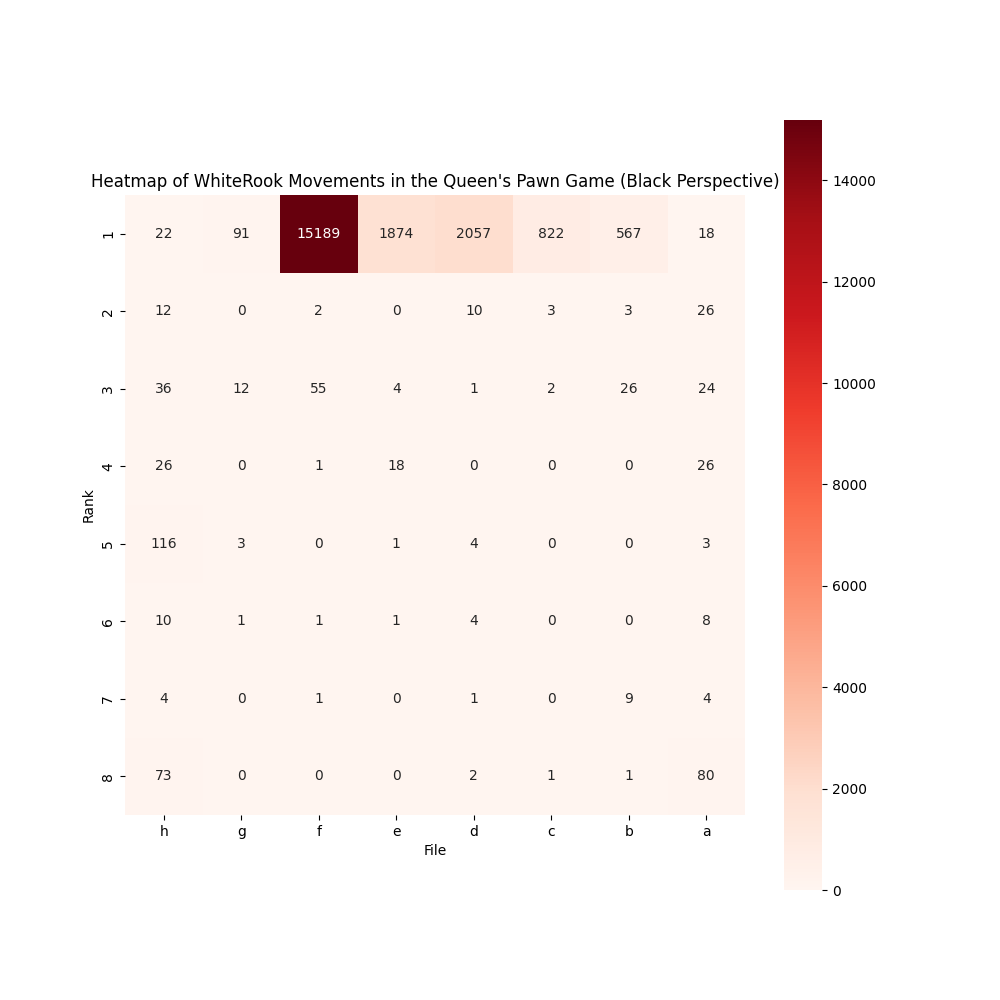 Heatmap of WhiteRook Movements in the Queen's Pawn Game (Black Perspective)
1 22 91 15189 1874 2057 822 567 18
2 12 0 2 0 10 3 3 26
3 36 12 55 4 1 2 26 24
4 26 0 1 18 0 0 0 26
5 116 3 0 1 4 0 0 3
6 10 1 1 1 4 0 0 8
7 4 0 1 0 1 0 9 4
8 73 0 0 0 2 1 1 80
h g f e d c b a
File
Rank
14000
12000
10000
8000
6000
4000
2000
0